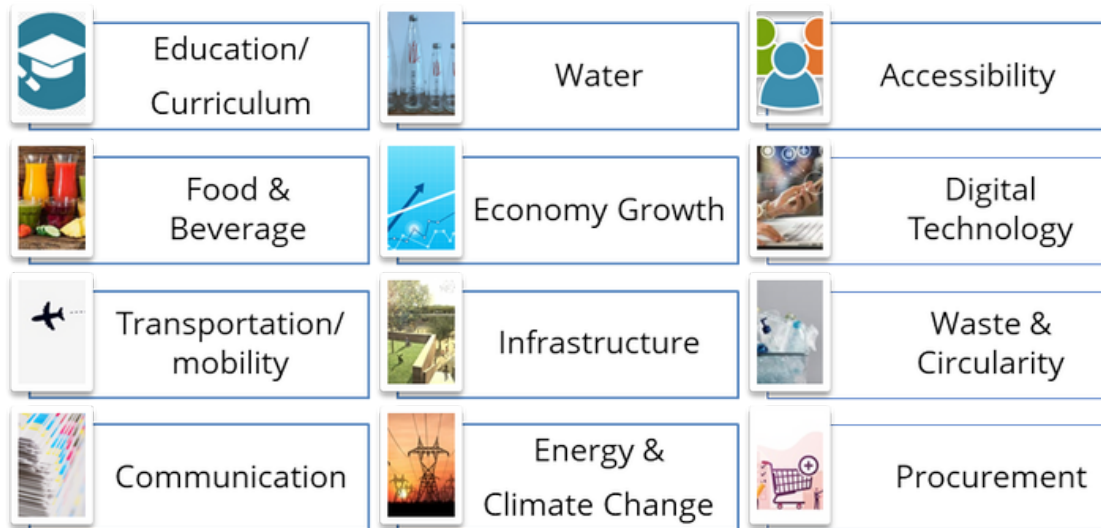 Education/
Curriculum
Water
Accessibility
Food &
Beverage
Economy Growth
Digital
Technology
Transportation/
mobility
Infrastructure
Waste &
Circularity
Communication
Energy &
Climate Change
Procurement